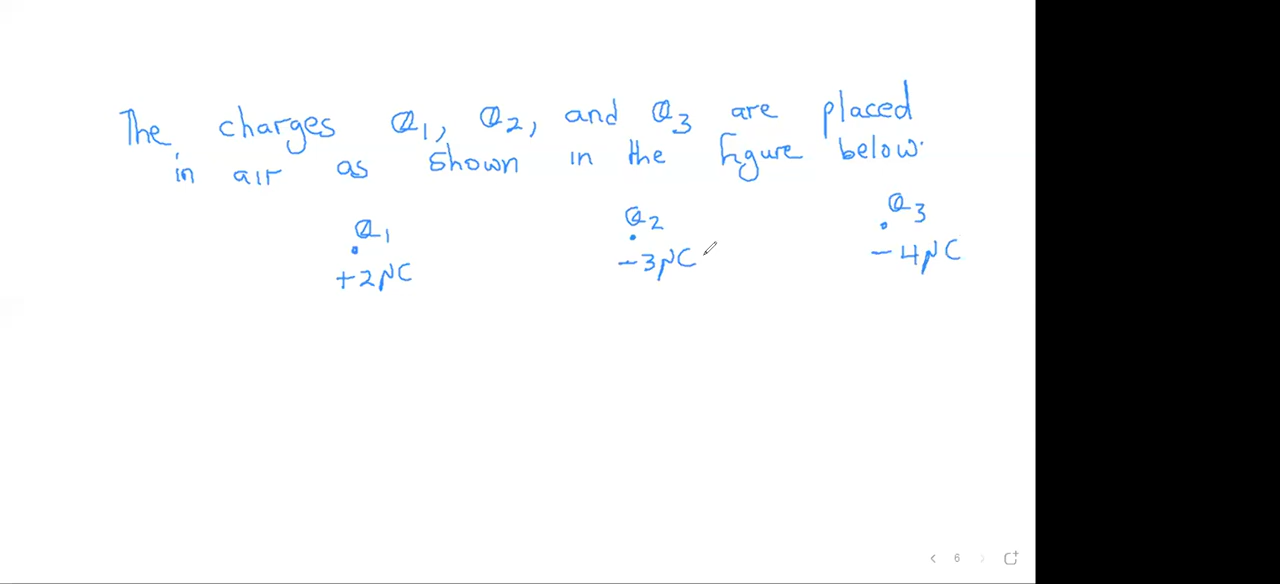 The charges Q1, Q2, and Q3 are placed
in air as shown in the figure below.
Q1 Q2 Q3
+2μC -3μC -4μC
6